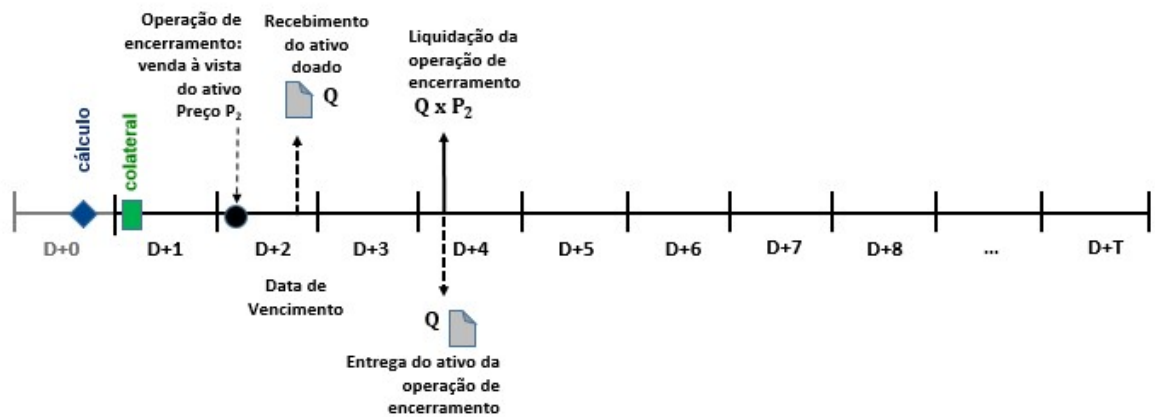 Operação de
encerramento:
venda à vista
do ativo
Preço P₂
Recebimento
do ativo
doado
Q
Liquidação da
operação de
encerramento
Q x P₂
cálculo
colateral
D+0
D+1
D+2
D+3
D+4
D+5
D+6
D+7
D+8
...
D+T
Data de
Vencimento
Q
Entrega do ativo da
operação de
encerramento